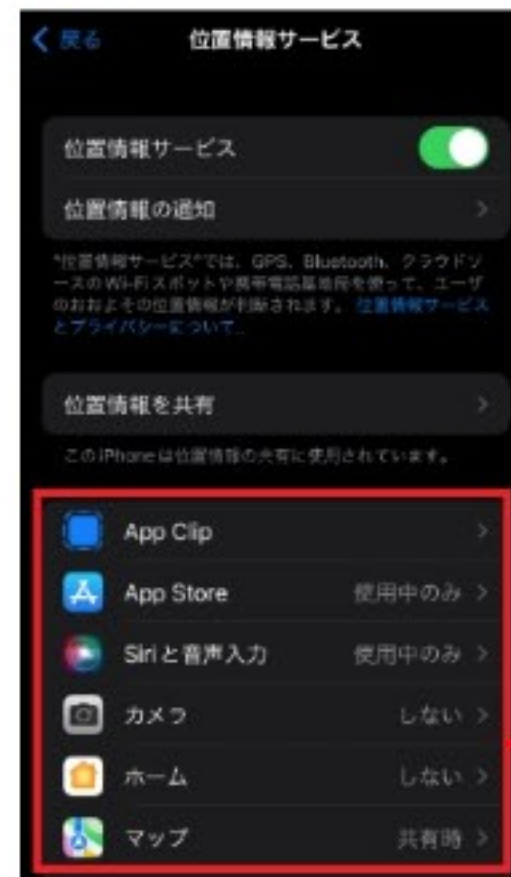 戻る 位置情報サービス
位置情報サービス
位置情報の通知
"位置情報サービス"では、GPS、Bluetooth、クラウドソ
ースのWi-Fiスポットや携帯電話基地局を使って、ユーザ
のおおよその位置情報が判断されます。位置情報サービス
とプライバシーについて...
位置情報を共有
このiPhoneは位置情報の共有に使用されています。
App Clip
App Store 使用中のみ
Siriと音声入力 使用中のみ
カメラ しない
ホーム しない
マップ 共有時